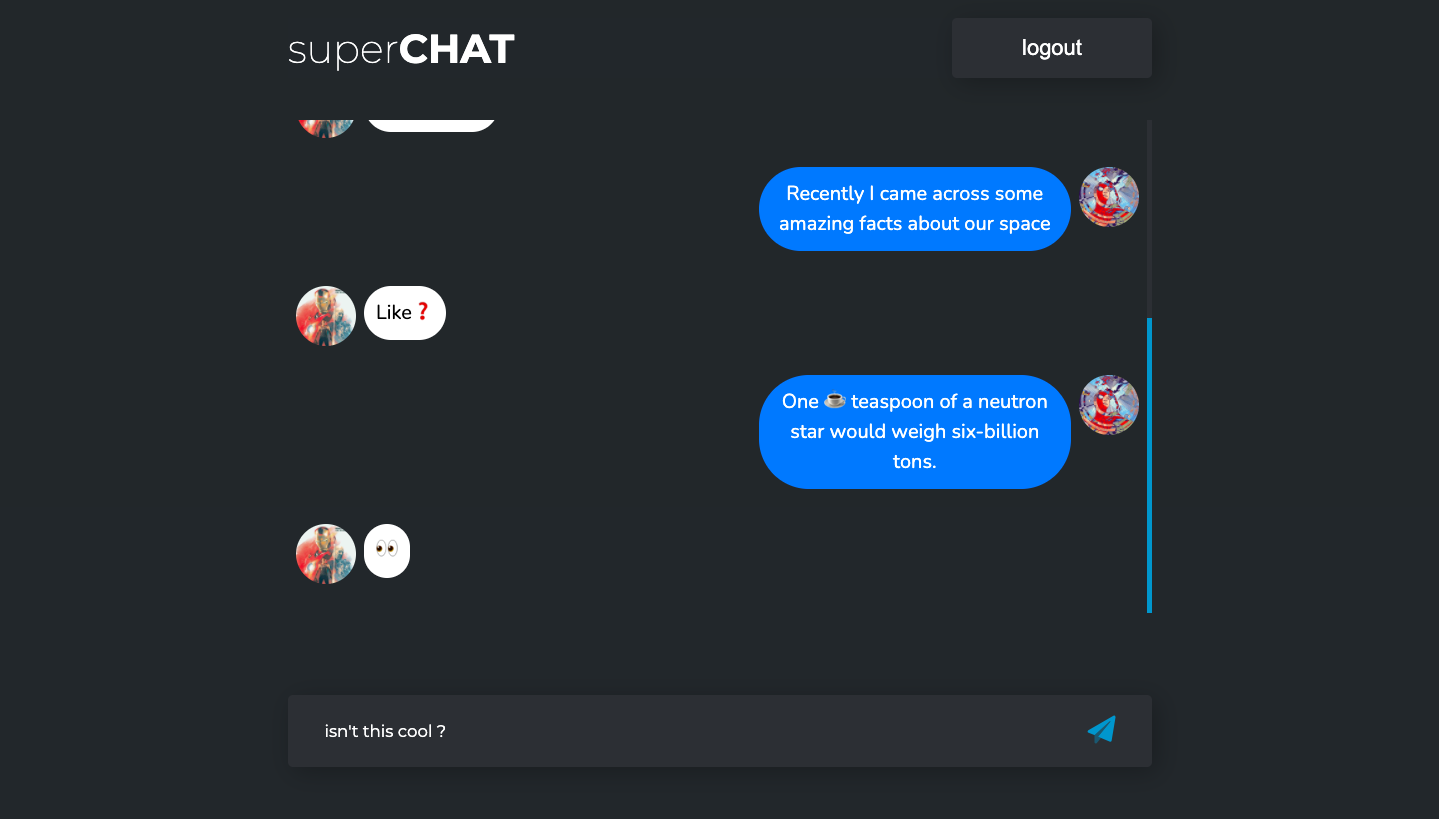 superCHAT
logout
Recently I came across some
amazing facts about our space
Like❓
One ☕ teaspoon of a neutron
star would weigh six-billion
tons.
👀
isn't this cool ?